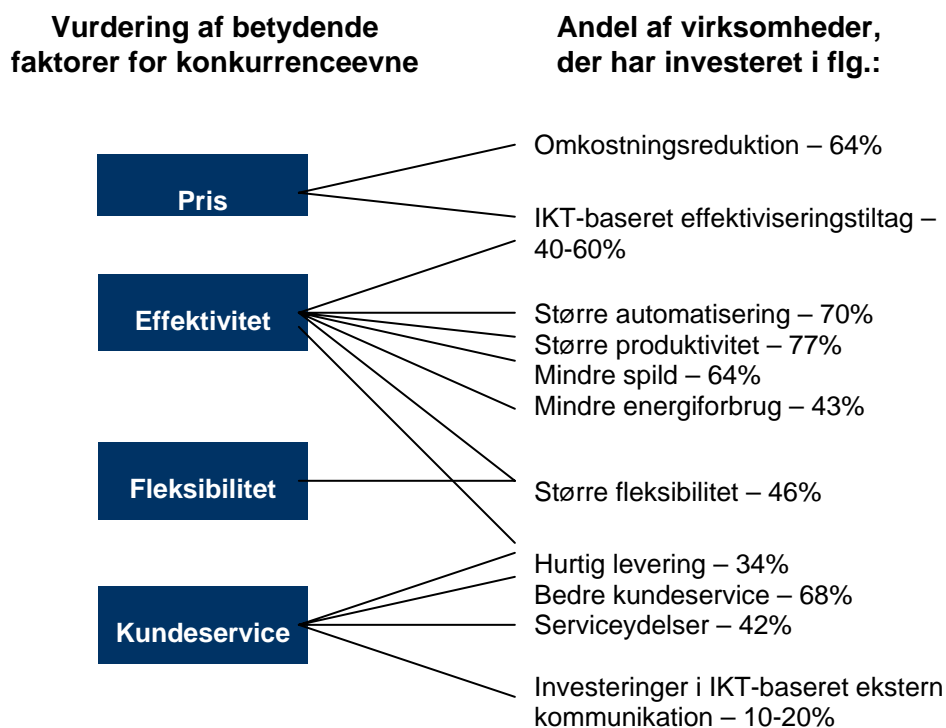 Vurdering af betydende
faktorer for konkurrenceevne
Andel af virksomheder,
der har investeret i flg.:
Pris
Effektivitet
Fleksibilitet
Kundeservice
Omkostningsreduktion – 64%
IKT-baseret effektiviseringstiltag –
40-60%
Større automatisering – 70%
Større produktivitet – 77%
Mindre spild – 64%
Mindre energiforbrug – 43%
Større fleksibilitet – 46%
Hurtig levering – 34%
Bedre kundeservice – 68%
Serviceydelser – 42%
Investeringer i IKT-baseret ekstern
kommunikation – 10-20%